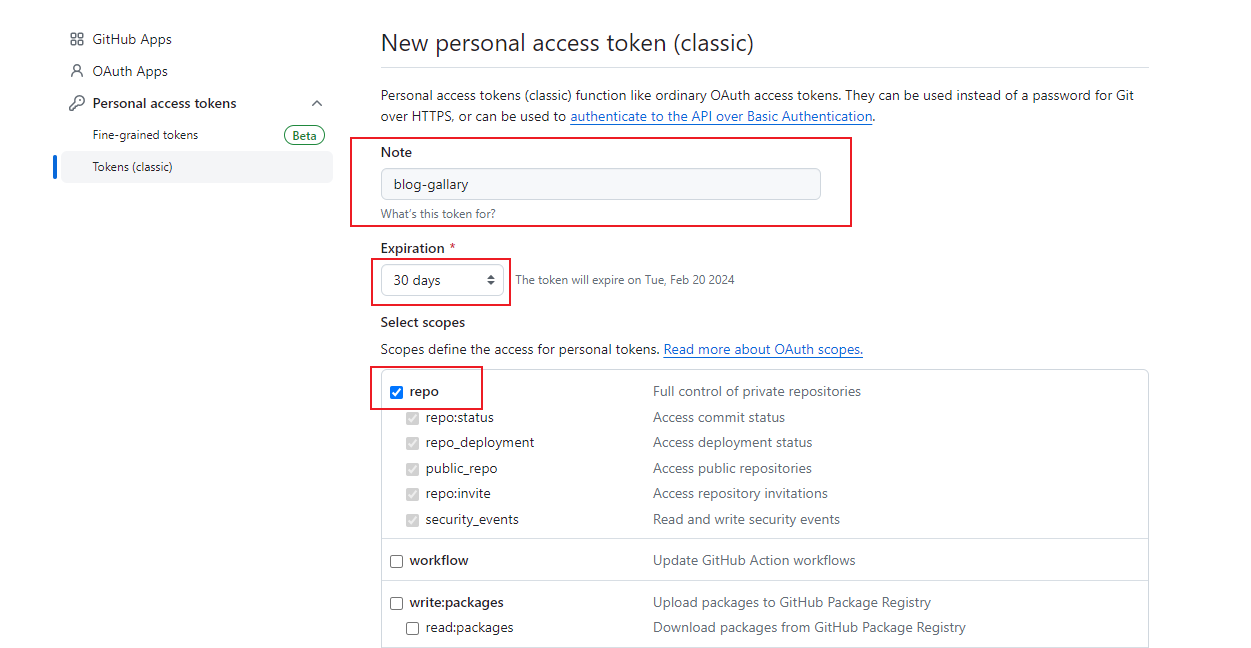 GitHub Apps
OAuth Apps
Personal access tokens
Fine-grained tokens Beta
Tokens (classic)
New personal access token (classic)
Personal access tokens (classic) function like ordinary OAuth access tokens. They can be used instead of a password for Git
over HTTPS, or can be used to authenticate to the API over Basic Authentication.
Note
blog-gallary
What's this token for?
Expiration *
30 days The token will expire on Tue, Feb 20 2024
Select scopes
Scopes define the access for personal tokens. Read more about OAuth scopes.
repo Full control of private repositories
repo:status Access commit status
repo_deployment Access deployment status
public_repo Access public repositories
repo:invite Access repository invitations
security_events Read and write security events
workflow Update GitHub Action workflows
write:packages Upload packages to GitHub Package Registry
read:packages Download packages from GitHub Package Registry